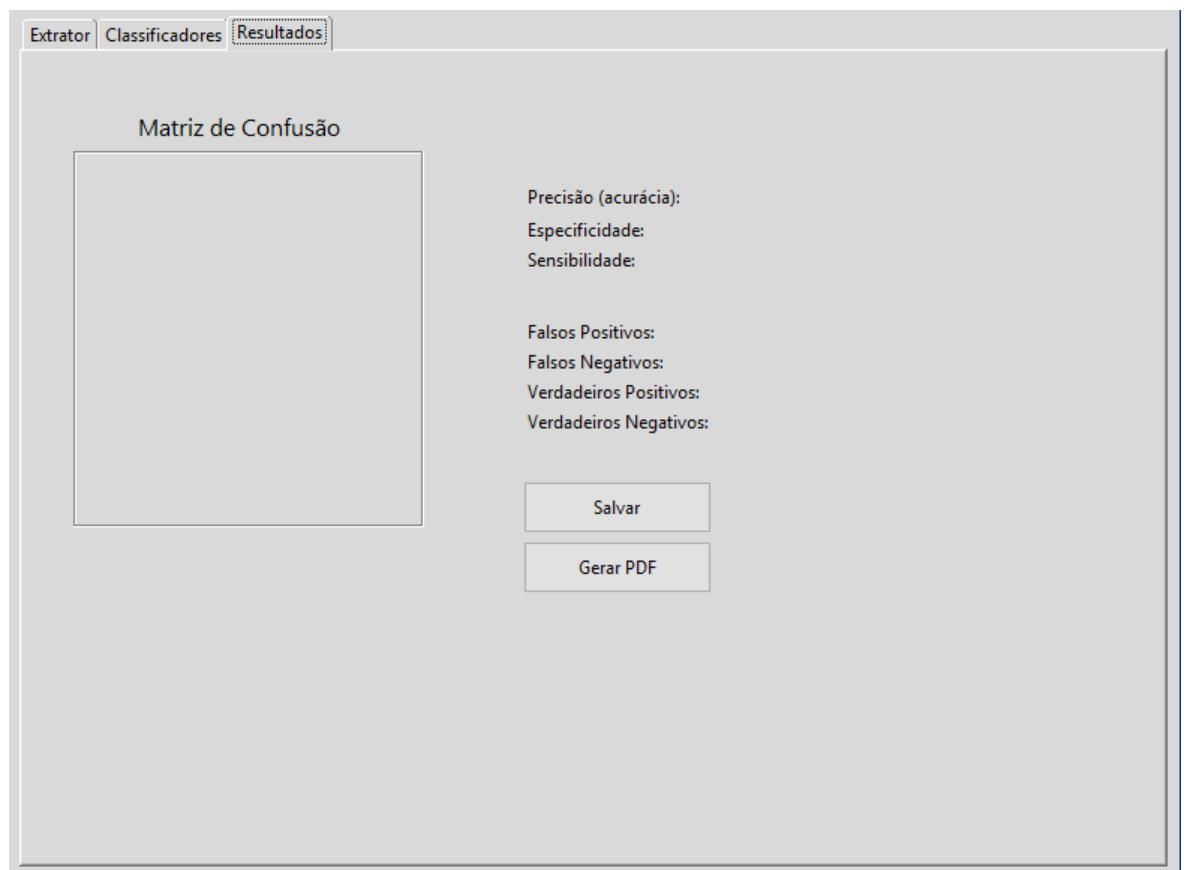 Extrator Classificadores Resultados
Matriz de Confusão
Precisão (acurácia):
Especificidade:
Sensibilidade:
Falsos Positivos:
Falsos Negativos:
Verdadeiros Positivos:
Verdadeiros Negativos:
Salvar
Gerar PDF